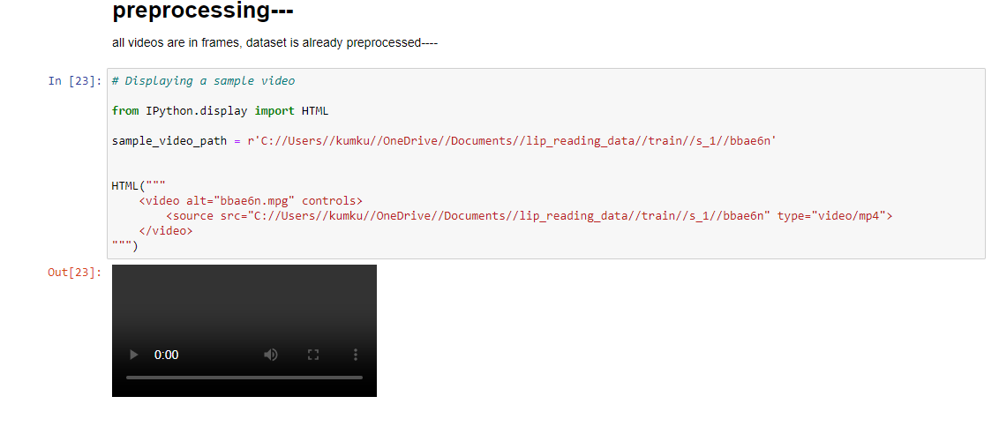 preprocessing---
all videos are in frames, dataset is already preprocessed----
In [23]:
# Displaying a sample video
from IPython.display import HTML
sample_video_path = r'C://Users//kumku//OneDrive//Documents//lip_reading_data//train//s_1//bbae6n'
HTML("""
    <video alt="bbae6n.mpg" controls>
        <source src="C://Users//kumku//OneDrive//Documents//lip_reading_data//train//s_1//bbae6n" type="video/mp4">
    </video>
""")
Out[23]:
0:00